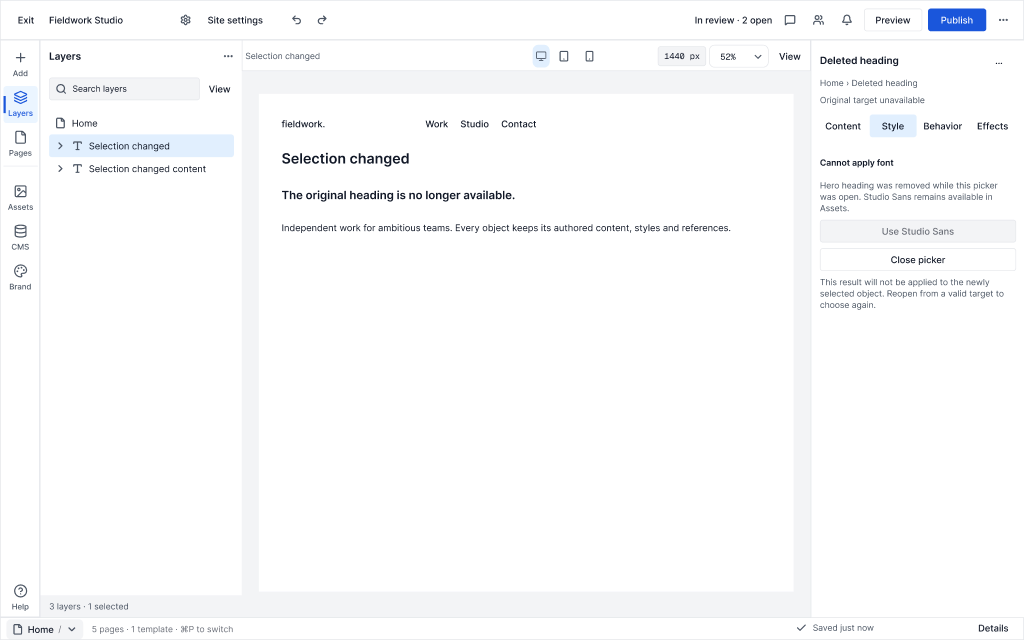 Exit Fieldwork Studio Site settings In review · 2 open Preview Publish ···
Layers ···
Selection changed 1440 px 52% View
Deleted heading ...
Add
Layers
Pages
Assets
CMS
Brand
Help
Search layers View
Home
Selection changed
Selection changed content
3 layers · 1 selected
fieldwork. Work Studio Contact
Selection changed
The original heading is no longer available.
Independent work for ambitious teams. Every object keeps its authored content, styles and references.
Home › Deleted heading
Original target unavailable
Content Style Behavior Effects
Cannot apply font
Hero heading was removed while this picker
was open. Studio Sans remains available in
Assets.
Use Studio Sans
Close picker
This result will not be applied to the newly
selected object. Reopen from a valid target to
choose again.
Home / 5 pages · 1 template · ⌘P to switch Saved just now Details